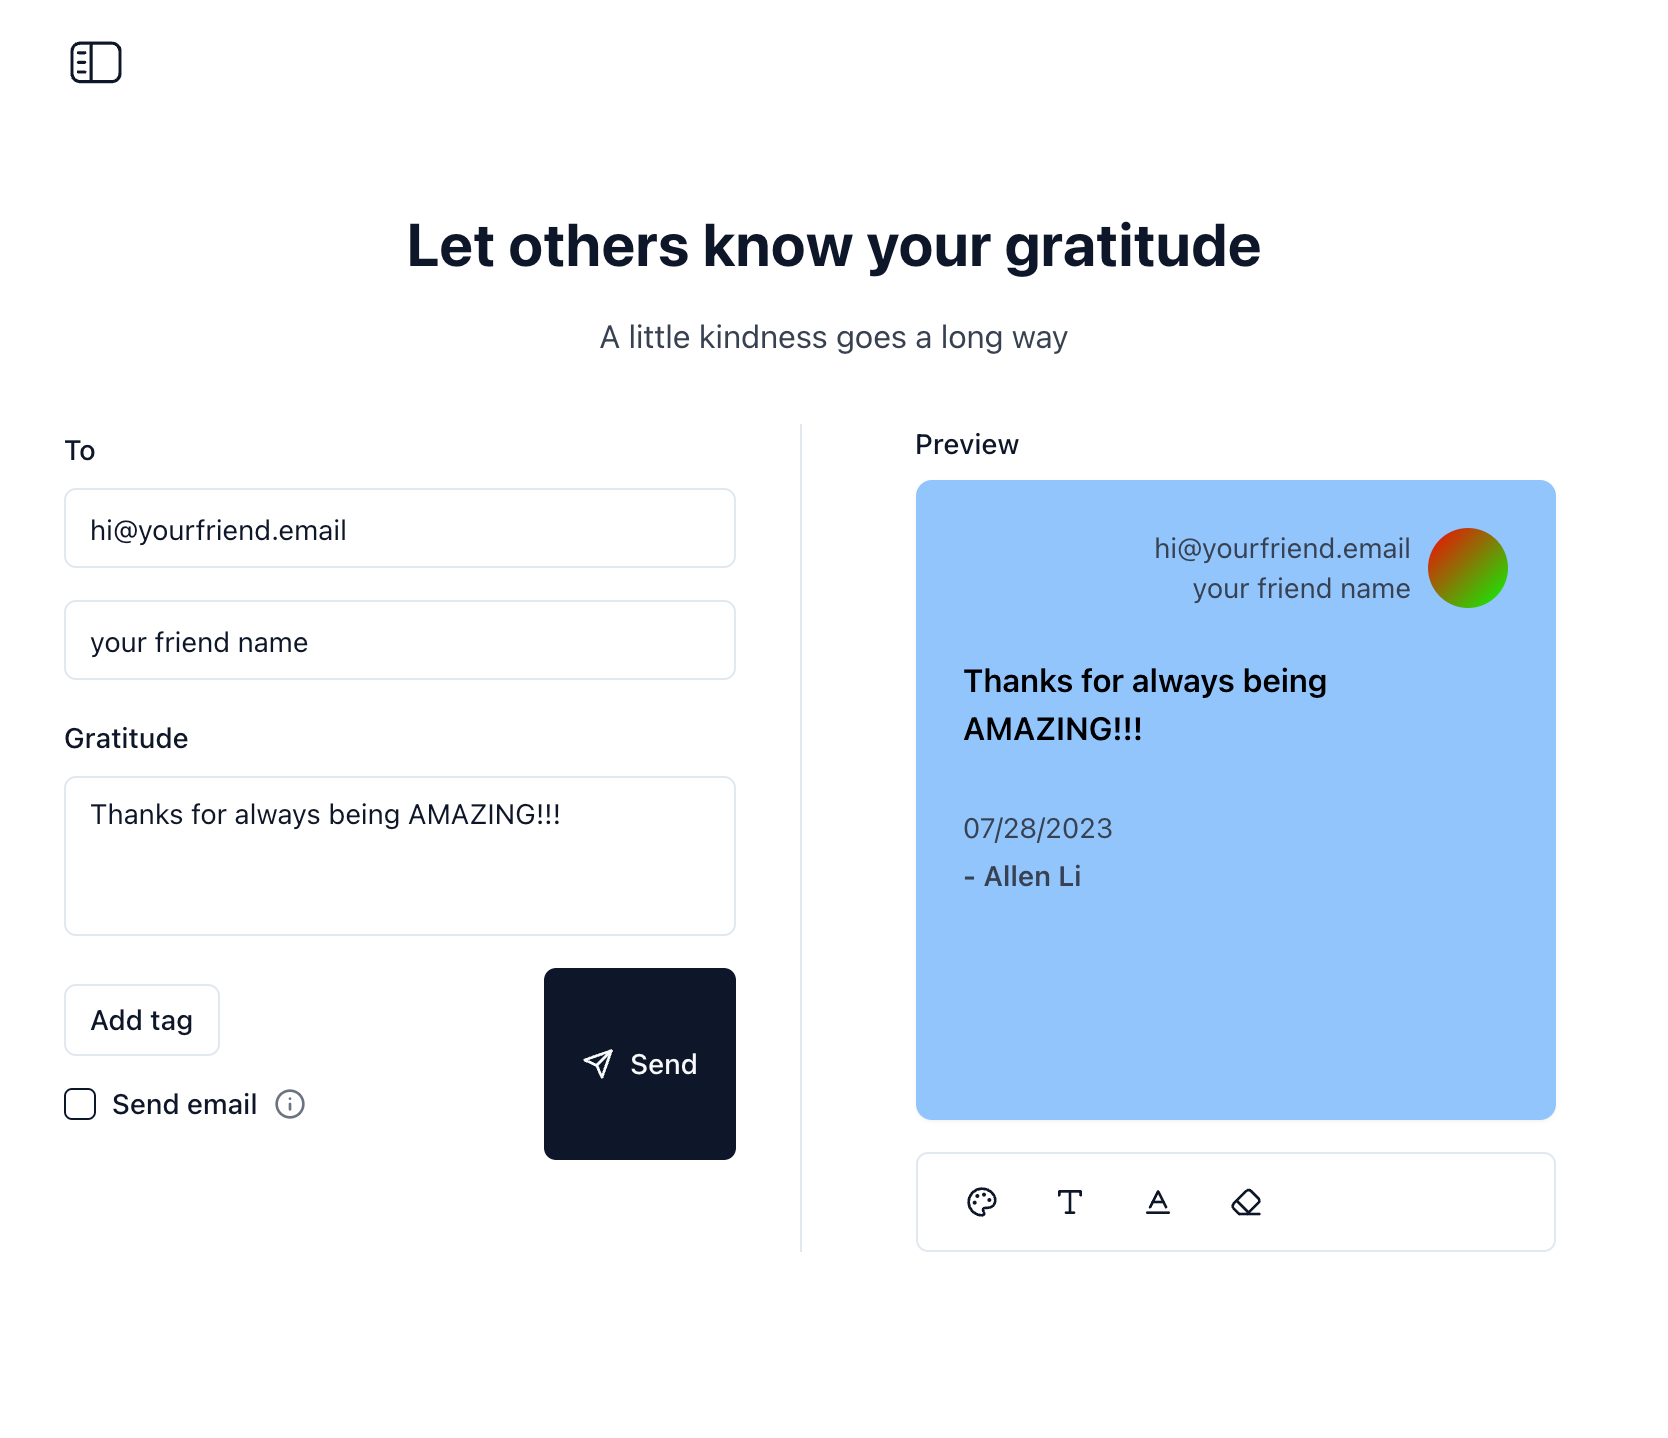 Let others know your gratitude
A little kindness goes a long way
To
hi@yourfriend.email
your friend name
Gratitude
Thanks for always being AMAZING!!!
Add tag
Send email
Send
Preview
hi@yourfriend.email
your friend name
Thanks for always being
AMAZING!!!
07/28/2023
- Allen Li